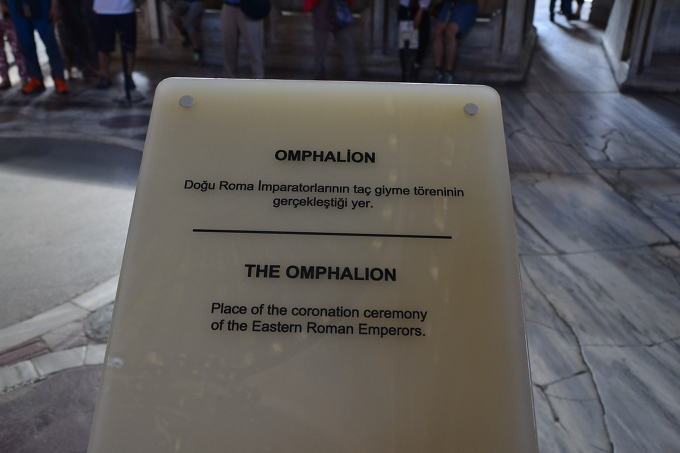 OMPHALİON
Doğu Roma İmparatorlarının taç giyme töreninin
gerçekleştiği yer.
THE OMPHALION
Place of the coronation ceremony
of the Eastern Roman Emperors.